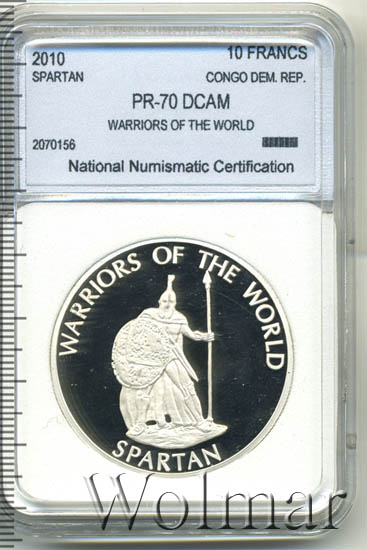 2010 10 FRANCS
SPARTAN CONGO DEM. REP.
PR-70 DCAM
WARRIORS OF THE WORLD
2070156
National Numismatic Certification
WARRIORS OF THE WORLD
SPARTAN
Wolmar